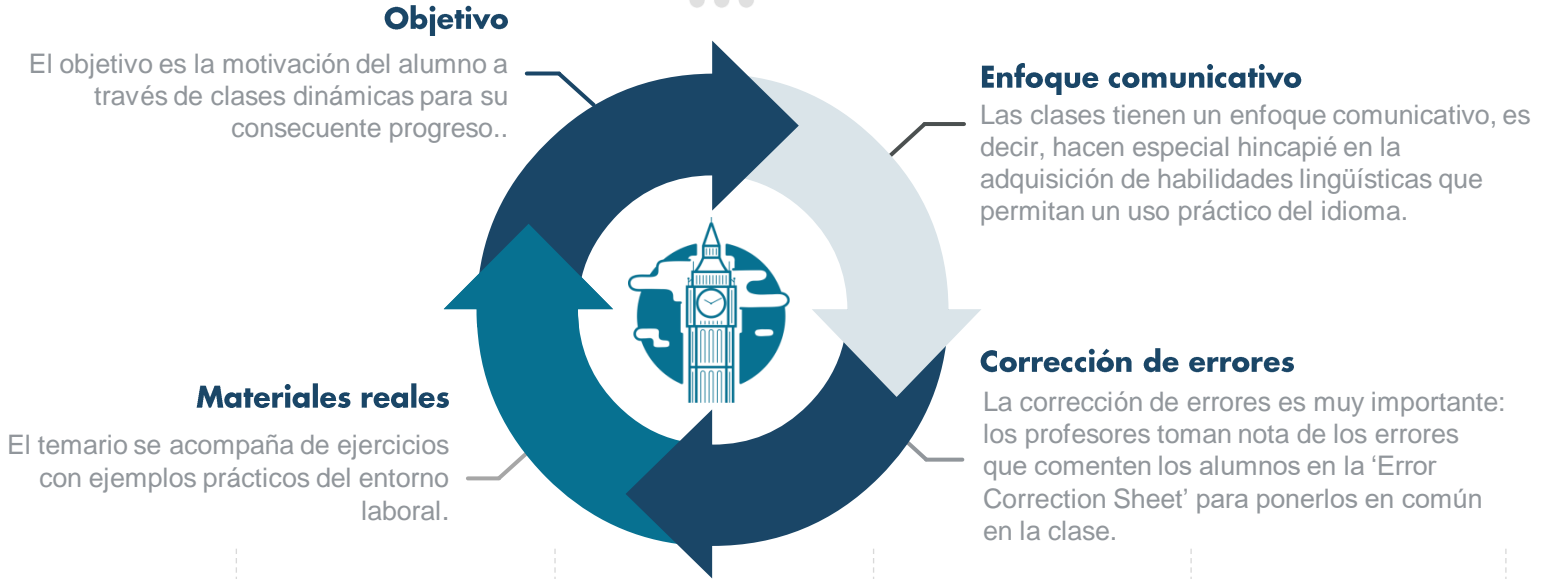 Objetivo
El objetivo es la motivación del alumno a
través de clases dinámicas para su
consecuente progreso..
Enfoque comunicativo
Las clases tienen un enfoque comunicativo, es
decir, hacen especial hincapié en la
adquisición de habilidades lingüísticas que
permitan un uso práctico del idioma.
Corrección de errores
La corrección de errores es muy importante:
los profesores toman nota de los errores
que comenten los alumnos en la ‘Error
Correction Sheet’ para ponerlos en común
en la clase.
Materiales reales
El temario se acompaña de ejercicios
con ejemplos prácticos del entorno
laboral.